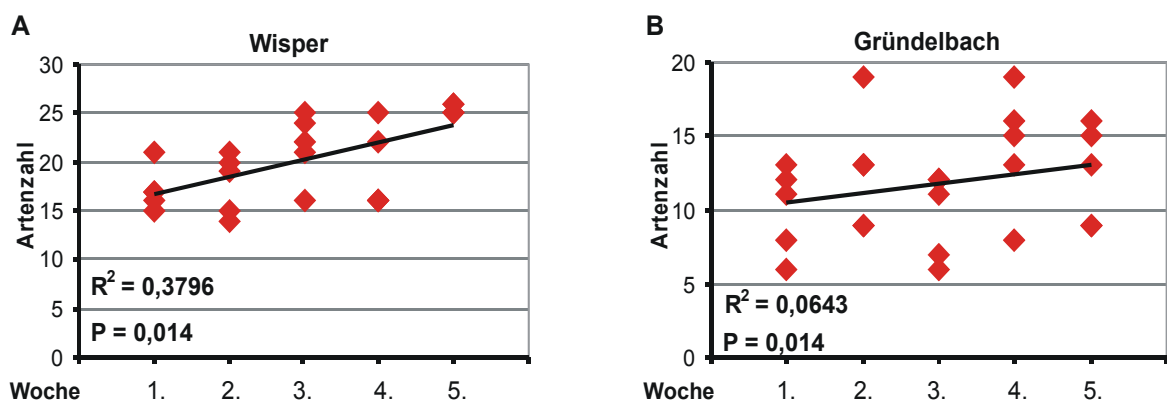 A
Wisper
Artenzahl
30
25
20
15
10
5
0
R² = 0,3796
P = 0,014
Woche 1. 2. 3. 4. 5.
B
Gründelbach
Artenzahl
20
15
10
5
0
R² = 0,0643
P = 0,014
Woche 1. 2. 3. 4. 5.